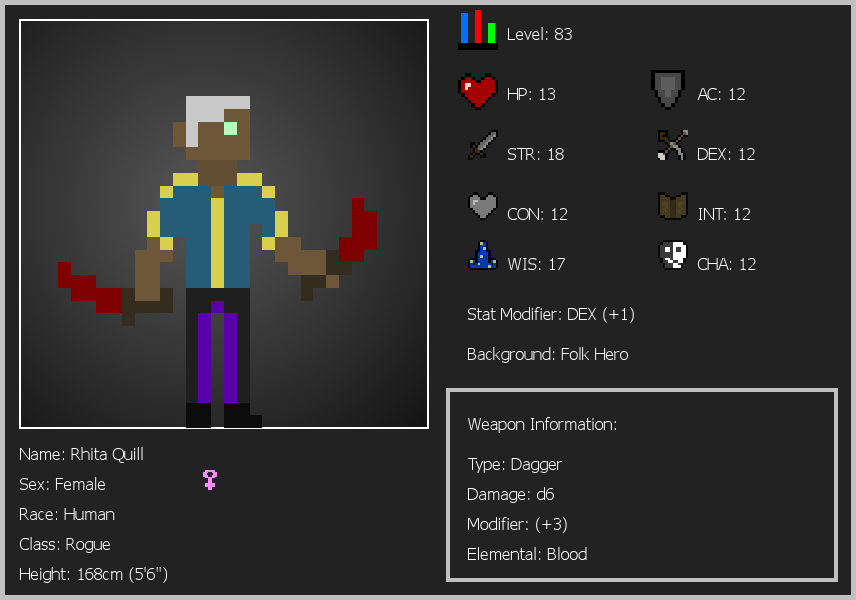 Level: 83
HP: 13
AC: 12
STR: 18
DEX: 12
CON: 12
INT: 12
WIS: 17
CHA: 12
Stat Modifier: DEX (+1)
Background: Folk Hero
Weapon Information:
Type: Dagger
Damage: d6
Modifier: (+3)
Elemental: Blood
Name: Rhita Quill
Sex: Female
Race: Human
Class: Rogue
Height: 168cm (5'6")